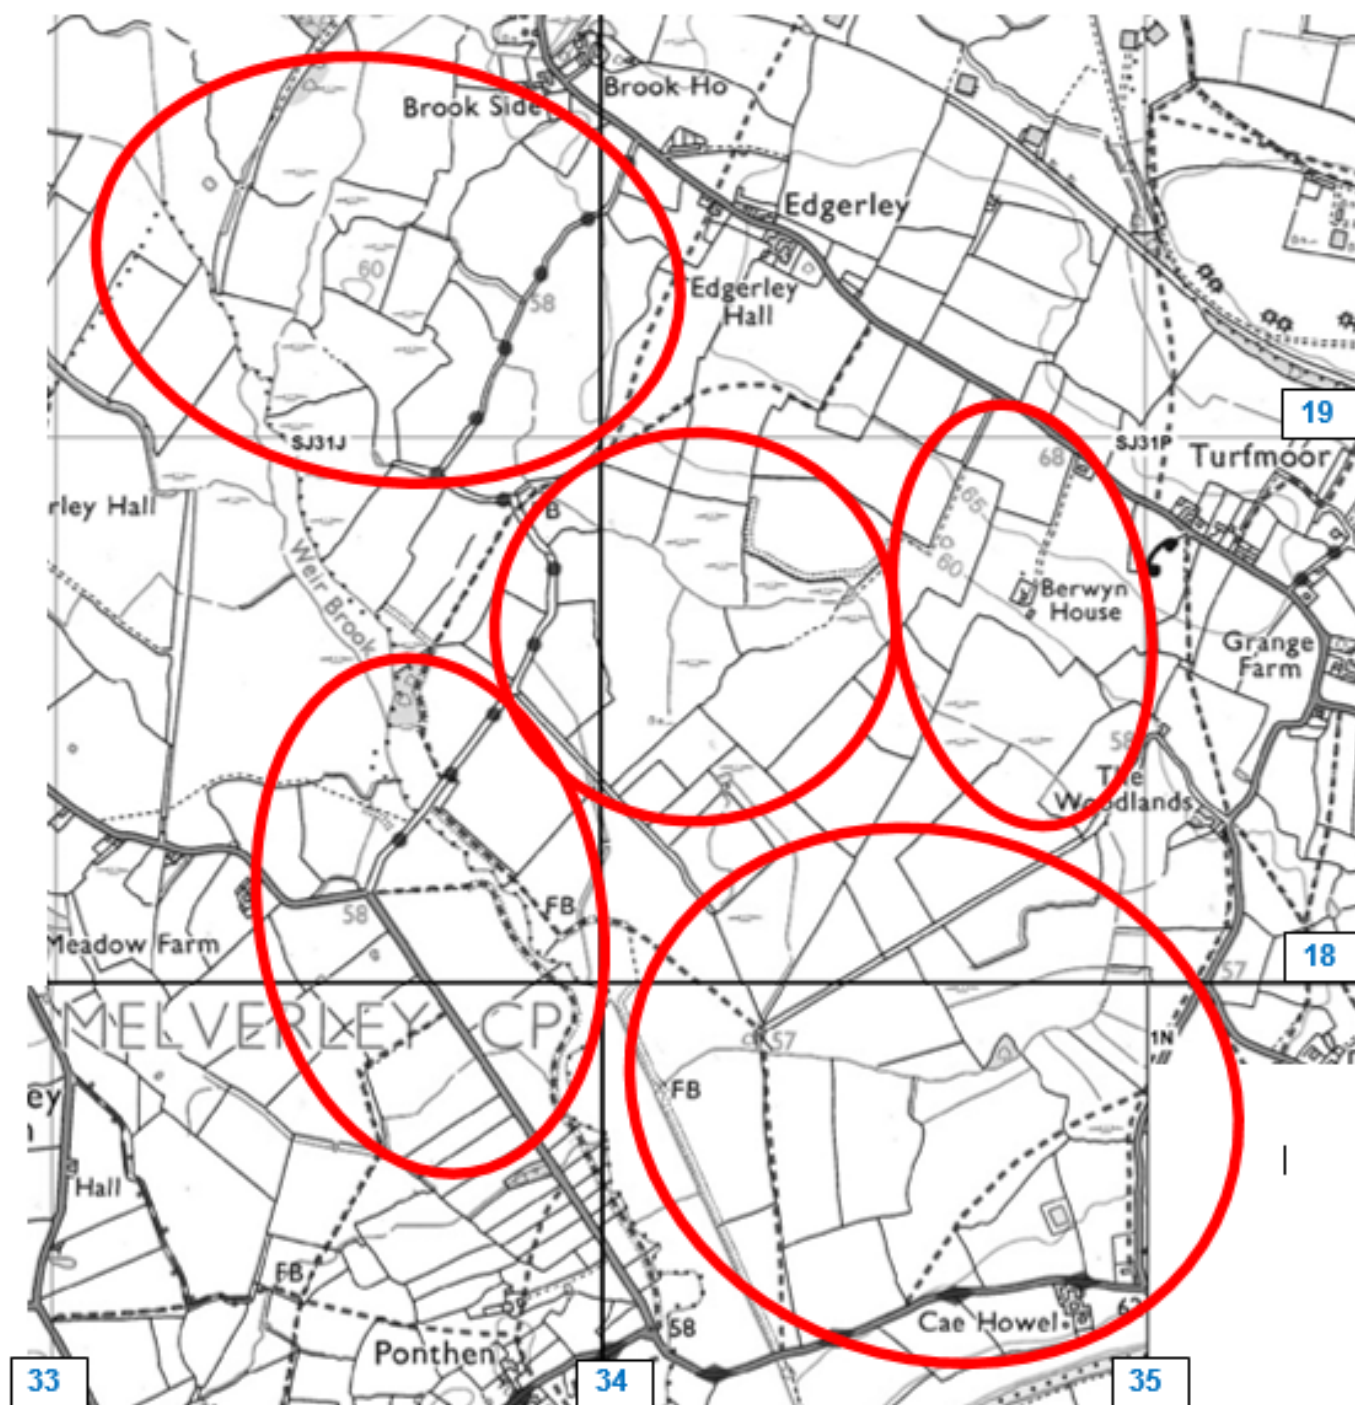 Brook Ho
Brook Side
Edgerley
Edgerley
Hall
60
58
19
SJ31J
SJ31P
68
Turfmoor
rley Hall
65
60
Weir Brook
Berwyn
House
Grange
Farm
58
The
Woodlands
FB
58
Meadow Farm
57
18
MELVERLEY CP
57
1N
FB
ey
Hall
FB
Cae Howel
58
Ponthen
33
34
35